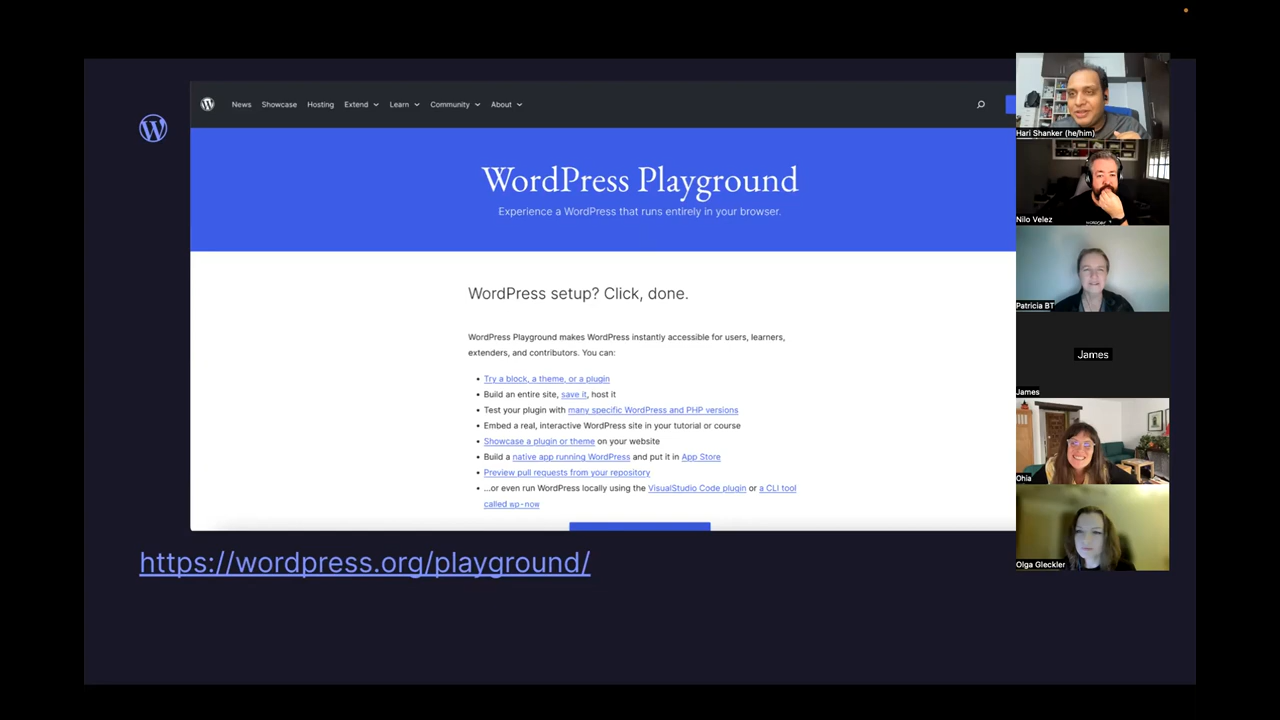 News Showcase Hosting Extend Learn Community About
WordPress Playground
Experience a WordPress that runs entirely in your browser.
WordPress setup? Click, done.
WordPress Playground makes WordPress instantly accessible for users, learners,
extenders, and contributors. You can:
• Try a block, a theme, or a plugin
• Build an entire site, save it, host it
• Test your plugin with many specific WordPress and PHP versions
• Embed a real, interactive WordPress site in your tutorial or course
• Showcase a plugin or theme on your website
• Build a native app running WordPress and put it in App Store
• Preview pull requests from your repository
• ...or even run WordPress locally using the VisualStudio Code plugin or a CLI tool
called wp-now
https://wordpress.org/playground/
Hari Shanker (he/him)
Nilo Velez
Patricia BT
James
James
Ohia
Olga Gleckler